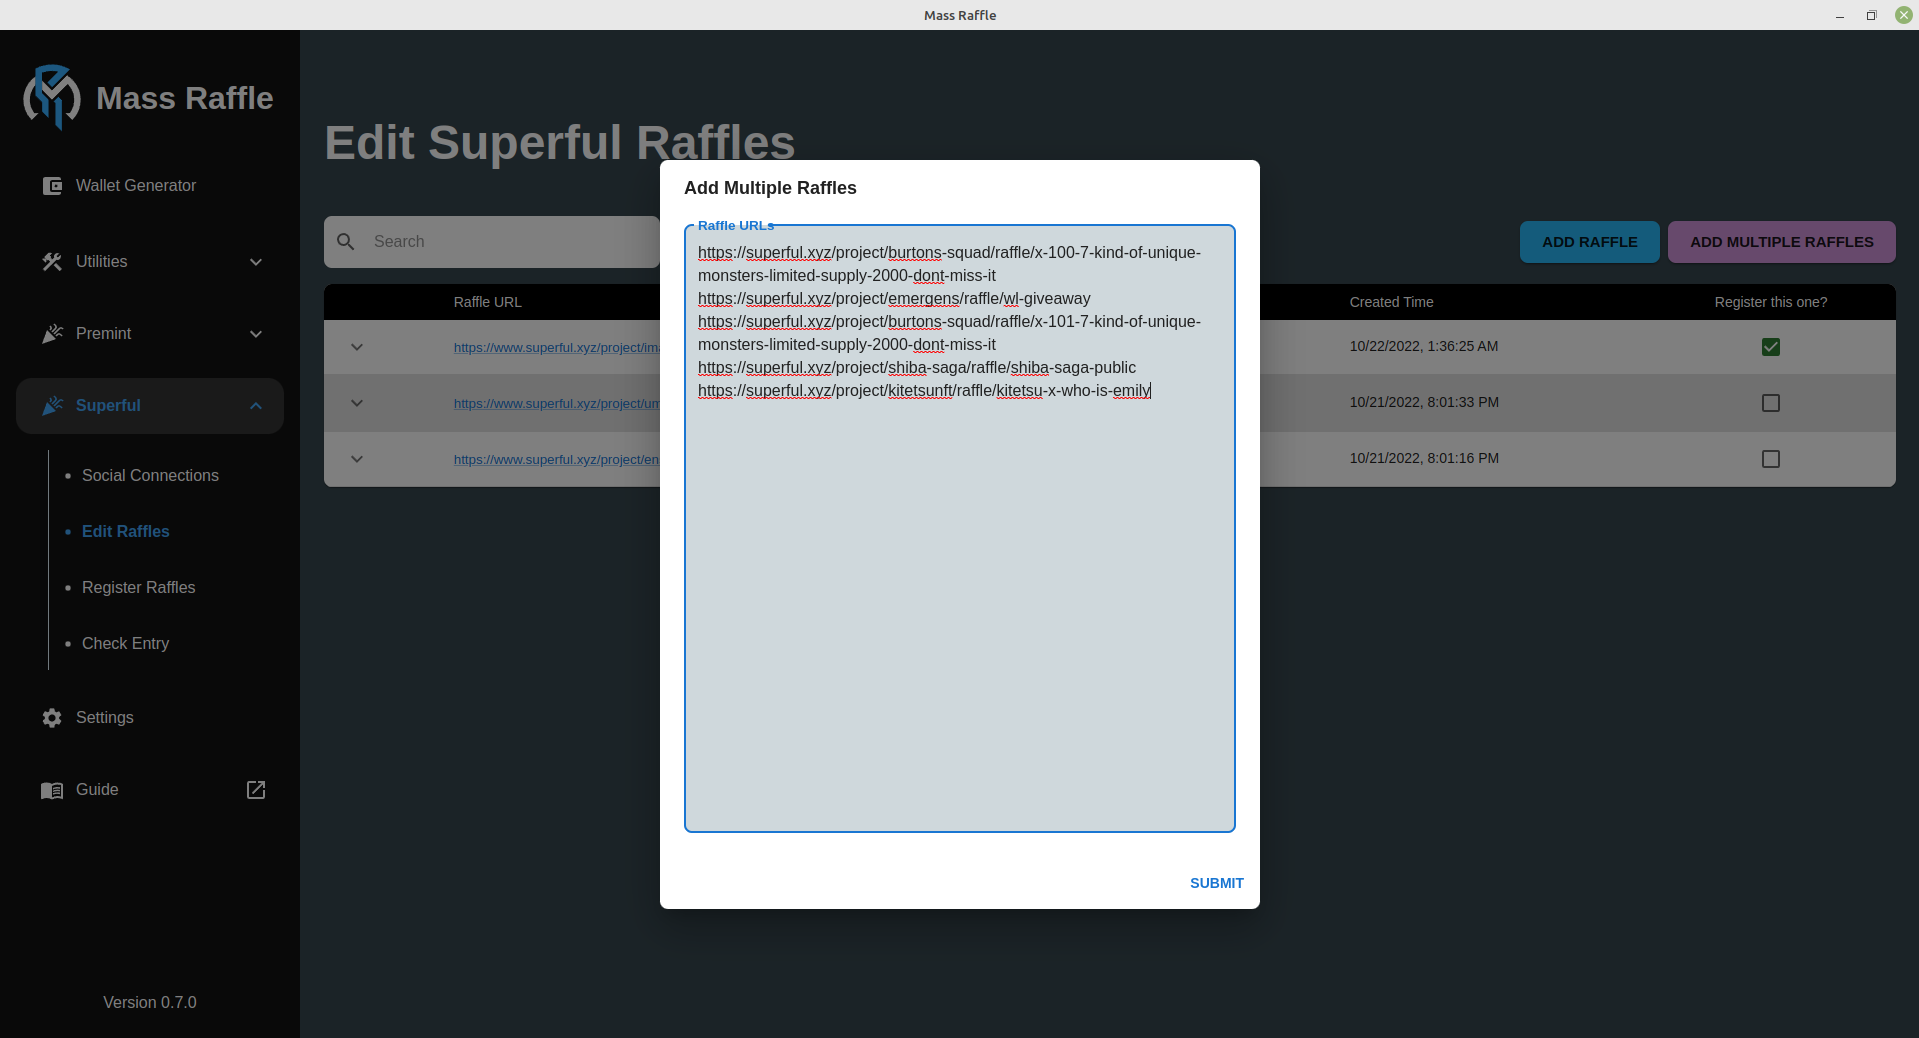 Mass Raffle
Mass Raffle
Wallet Generator
Utilities
Premint
Superful
Social Connections
Edit Raffles
Register Raffles
Check Entry
Settings
Guide
Version 0.7.0
Edit Superful Raffles
Search
ADD RAFFLE
ADD MULTIPLE RAFFLES
Raffle URL
Created Time
Register this one?
https://www.superful.xyz/project/im
10/22/2022, 1:36:25 AM
https://www.superful.xyz/project/u
10/21/2022, 8:01:33 PM
https://www.superful.xyz/project/en
10/21/2022, 8:01:16 PM
Add Multiple Raffles
Raffle URLs
https://superful.xyz/project/burtons-squad/raffle/x-100-7-kind-of-unique-
monsters-limited-supply-2000-dont-miss-it
https://superful.xyz/project/emergens/raffle/wl-giveaway
https://superful.xyz/project/burtons-squad/raffle/x-101-7-kind-of-unique-
monsters-limited-supply-2000-dont-miss-it
https://superful.xyz/project/shiba-saga/raffle/shiba-saga-public
https://superful.xyz/project/kitetsunft/raffle/kitetsu-x-who-is-emily
SUBMIT